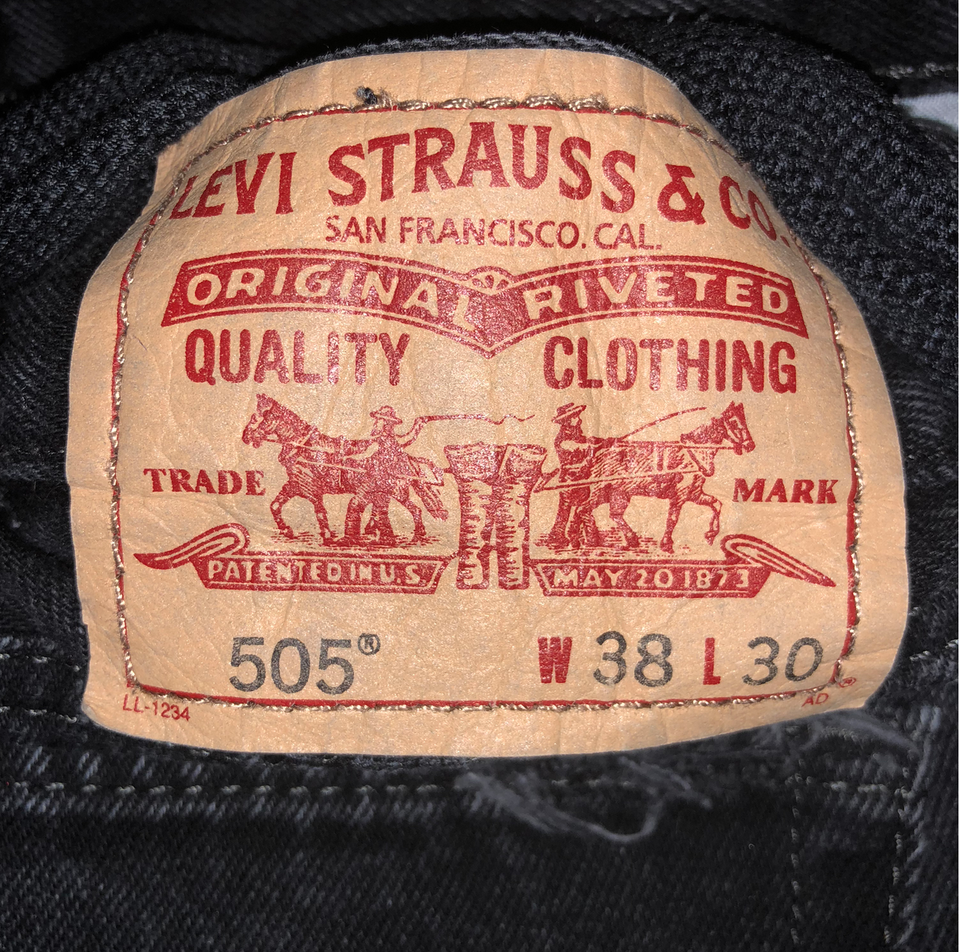 LEVI STRAUSS & CO.
SAN FRANCISCO. CAL.
ORIGINAL RIVETED
QUALITY CLOTHING
TRADE MARK
PATENTED IN U.S. MAY 20 1873
505® W 38 L 30
LL-1234 AD ®